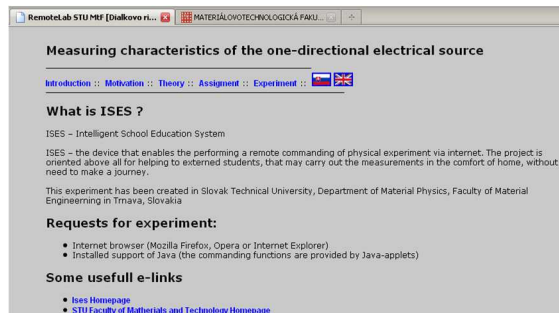 RemoteLab STU MtF [Dialkovo ri...
MATERIÁLOVOTECHNOLOGICKÁ FAKU...
Measuring characteristics of the one-directional electrical source
Introduction :: Motivation :: Theory :: Assigment :: Experiment ::
What is ISES ?
ISES – Intelligent School Education System
ISES – the device that enables the performing a remote commanding of physical experiment via internet. The project is
oriented above all for helping to externed students, that may carry out the measurements in the comfort of home, without
need to make a journey.
This experiment has been created in Slovak Technical University, Department of Material Physics, Faculty of Material
Engineerning in Trnava, Slovakia
Requests for experiment:
• Internet browser (Mozilla Firefox, Opera or Internet Explorer)
• Installed support of Java (the commanding functions are provided by Java-applets)
Some usefull e-links
• Ises Homepage
• STU Faculty of Matherials and Technology Homepage